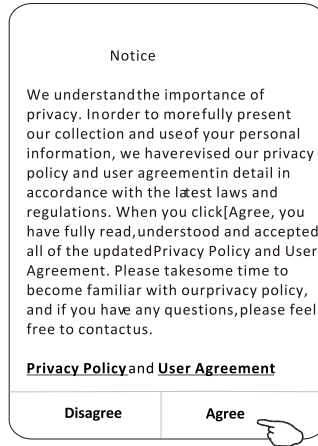 Notice
We understandthe importance of
privacy. Inorder to morefully present
our collection and useof your personal
information, we haverevised our privacy
policy and user agreementin detail in
accordance with the latest laws and
regulations. When you click[Agree, you
have fully read,understood and accepted
all of the updatedPrivacy Policy and User
Agreement. Please takesome time to
become familiar with ourprivacy policy,
and if you have any questions,please feel
free to contactus.
Privacy Policy and User Agreement
Disagree Agree